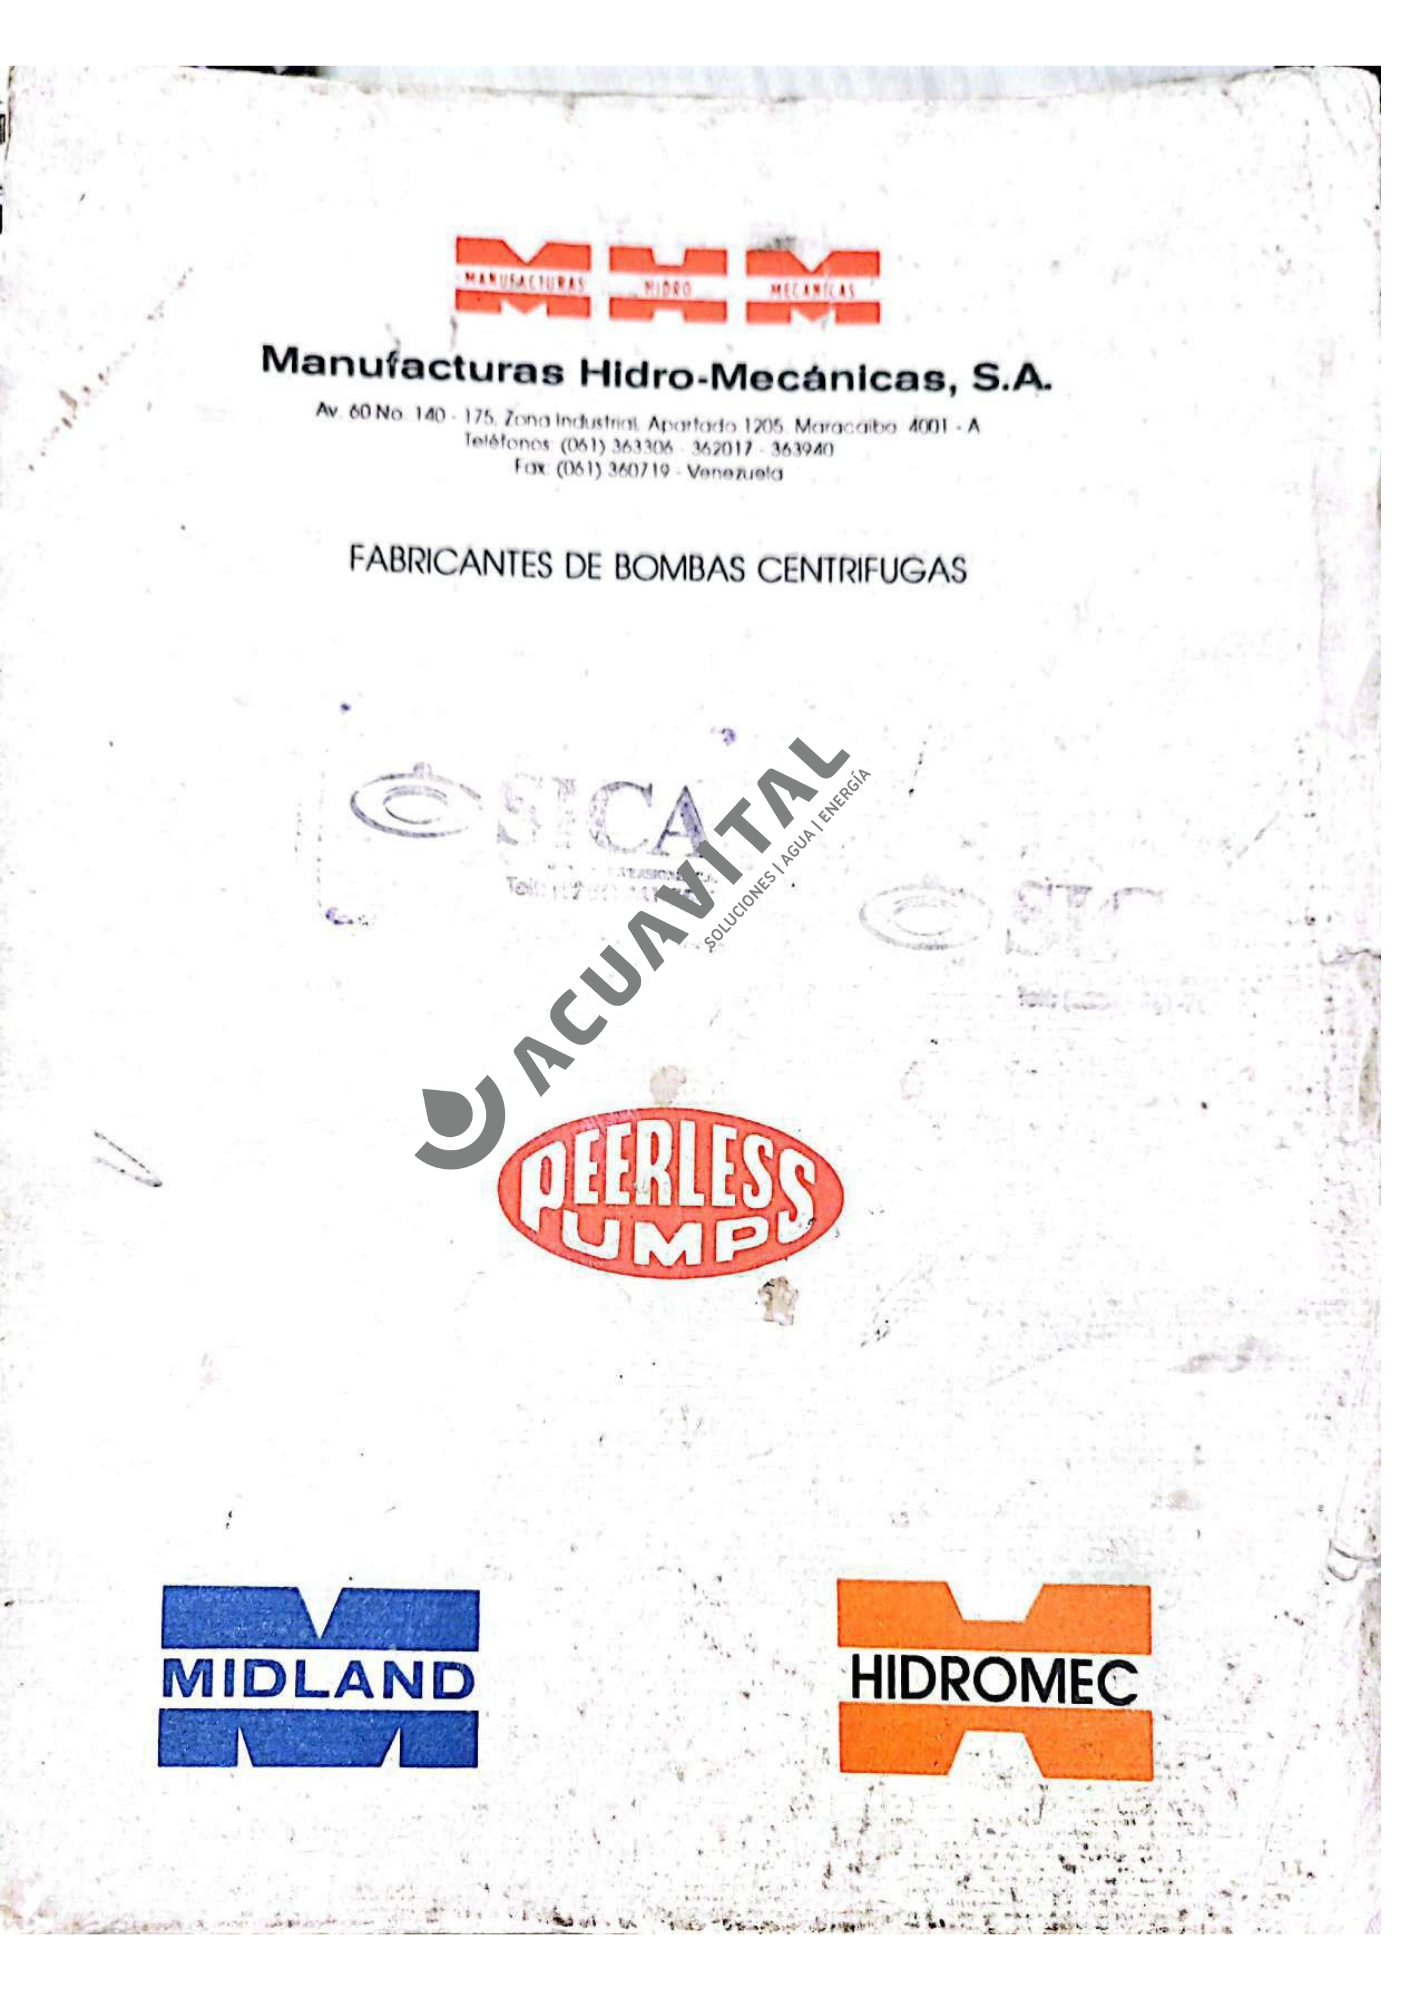 MANUFACTURAS HIDRO MECANICAS
Manufacturas Hidro-Mecánicas, S.A.
Av. 60 No. 140 - 175, Zona Industrial, Apartado 1205, Maracaibo 4001 - A
Teléfonos: (061) 363306 - 362017 - 363940
Fax: (061) 360719 - Venezuela
FABRICANTES DE BOMBAS CENTRIFUGAS
SICA
ACUAVITAL
SOLUCIONES | AGUA | ENERGÍA
PEERLESS
PUMPS
MIDLAND
HIDROMEC